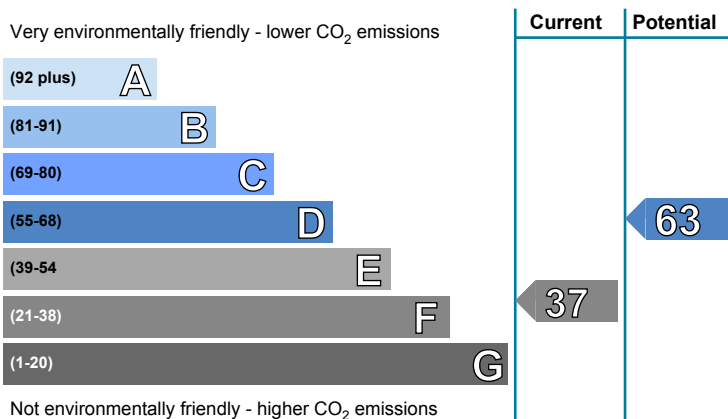 Very environmentally friendly - lower CO₂ emissions
Current
Potential
(92 plus) A
(81-91) B
(69-80) C
(55-68) D
63
(39-54 E
37
(21-38) F
(1-20) G
Not environmentally friendly - higher CO₂ emissions